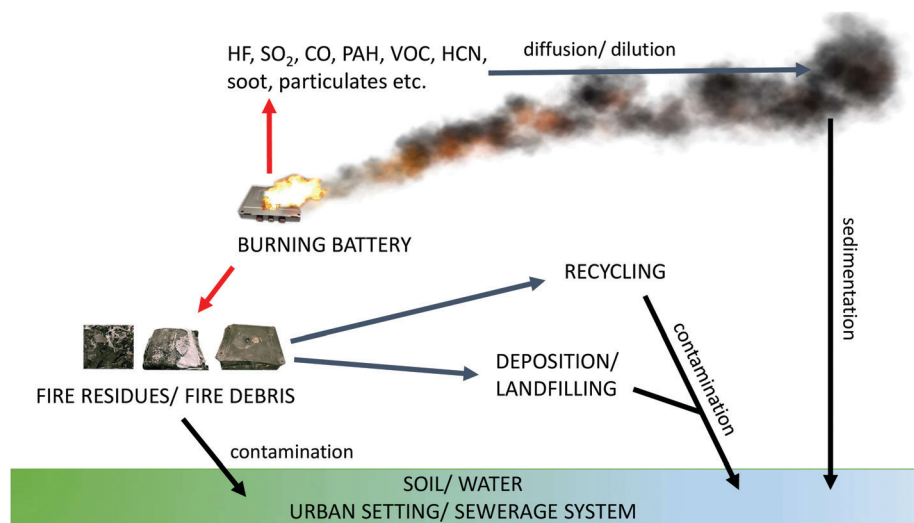 HF, SO₂, CO, PAH, VOC, HCN,
soot, particulates etc.
diffusion/ dilution
BURNING BATTERY
RECYCLING
sedimentation
contamination
DEPOSITION/
LANDFILLING
FIRE RESIDUES/ FIRE DEBRIS
contamination
SOIL/ WATER
URBAN SETTING/ SEWERAGE SYSTEM